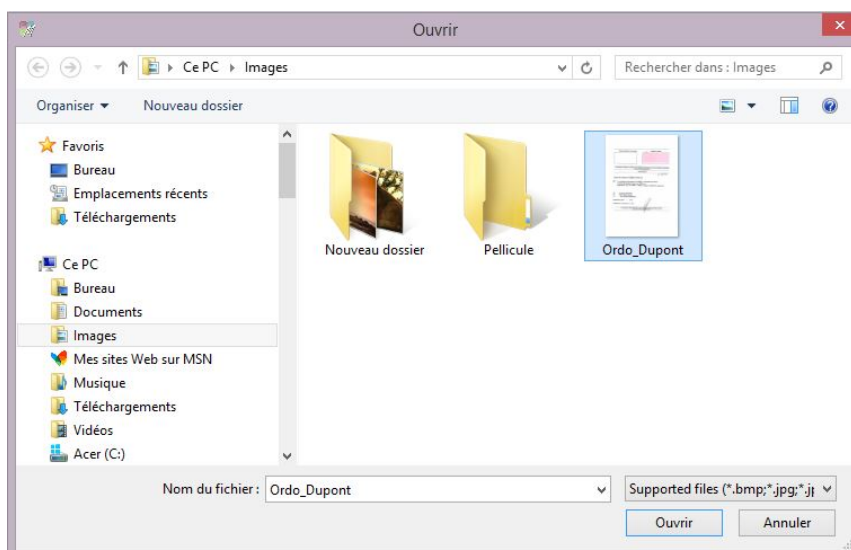 Ouvrir
Ce PC Images
Rechercher dans : Images
Organiser Nouveau dossier
Favoris
Bureau
Emplacements récents
Téléchargements
Ce PC
Bureau
Documents
Images
Mes sites Web sur MSN
Musique
Téléchargements
Vidéos
Acer (C:)
Nouveau dossier
Pellicule
Ordo_Dupont
Nom du fichier : Ordo_Dupont
Supported files (*.bmp;*.jpg;*.
Ouvrir Annuler